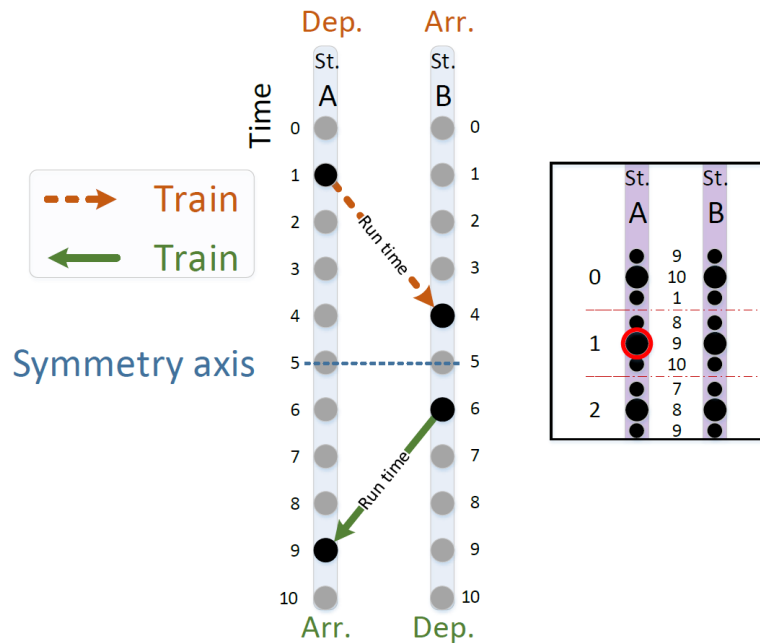 Dep. Arr.
St. St.
A B
Time
0 0
1 1
2 2
3 3
4 4
5 5
6 6
7 7
8 8
9 9
10 10
Run time
Run time
Arr. Dep.
Train
Train
Symmetry axis
St. St.
A B
9
0 10
1
8
1 9
10
7
2 8
9